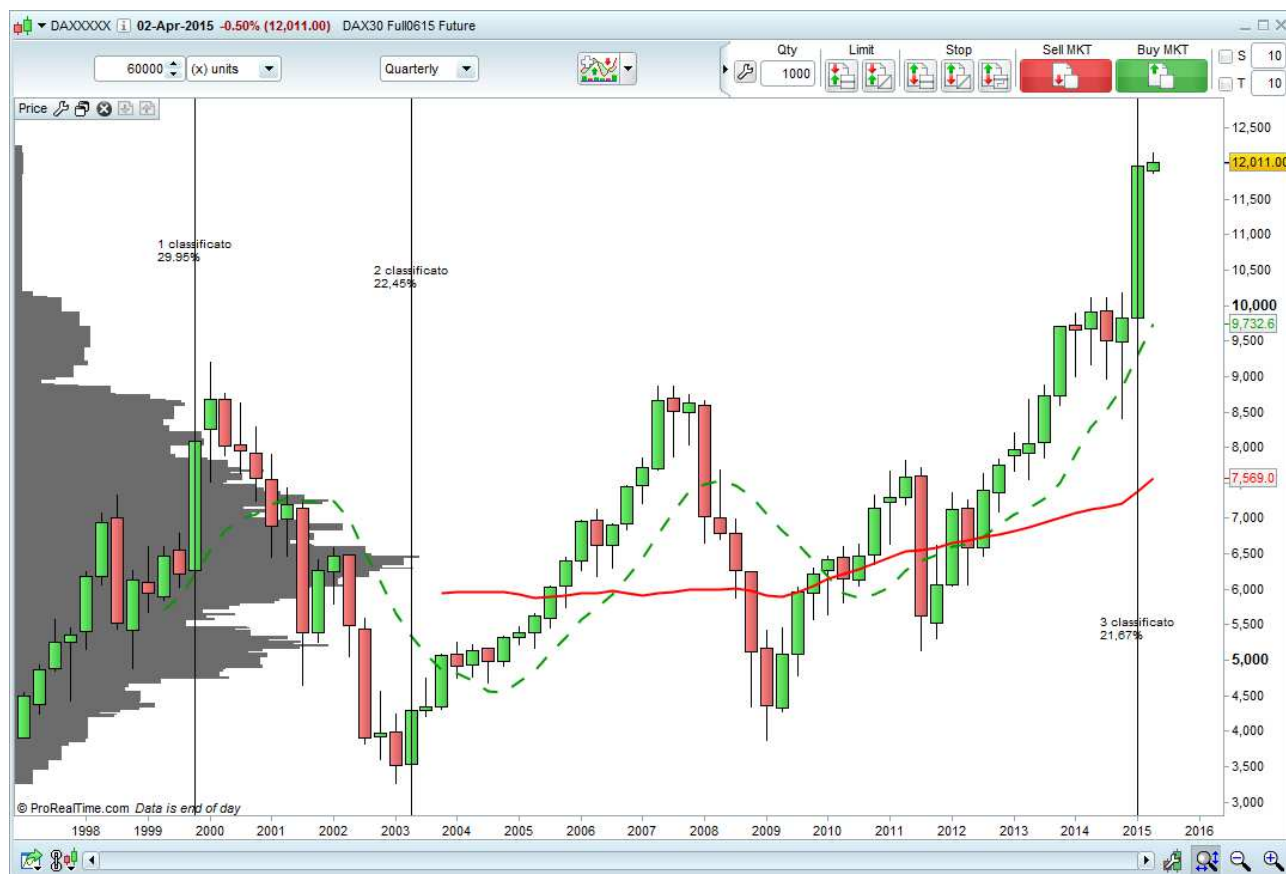 DAXXXXX 02-Apr-2015 -0.50% (12,011.00) DAX30 Full0615 Future
60000 (x) units Quarterly
Qty Limit Stop Sell MKT Buy MKT
1000
S 10
T 10
Price
12,500
12,011.00
11,500
11,000
10,500
10,000
9,732.6
9,500
9,000
8,500
8,000
7,569.0
7,000
6,500
6,000
5,500
5,000
4,500
4,000
3,500
3,000
1 classificato
29.95%
2 classificato
22,45%
3 classificato
21,67%
© ProRealTime.com Data is end of day
1998 1999 2000 2001 2002 2003 2004 2005 2006 2007 2008 2009 2010 2011 2012 2013 2014 2015 2016